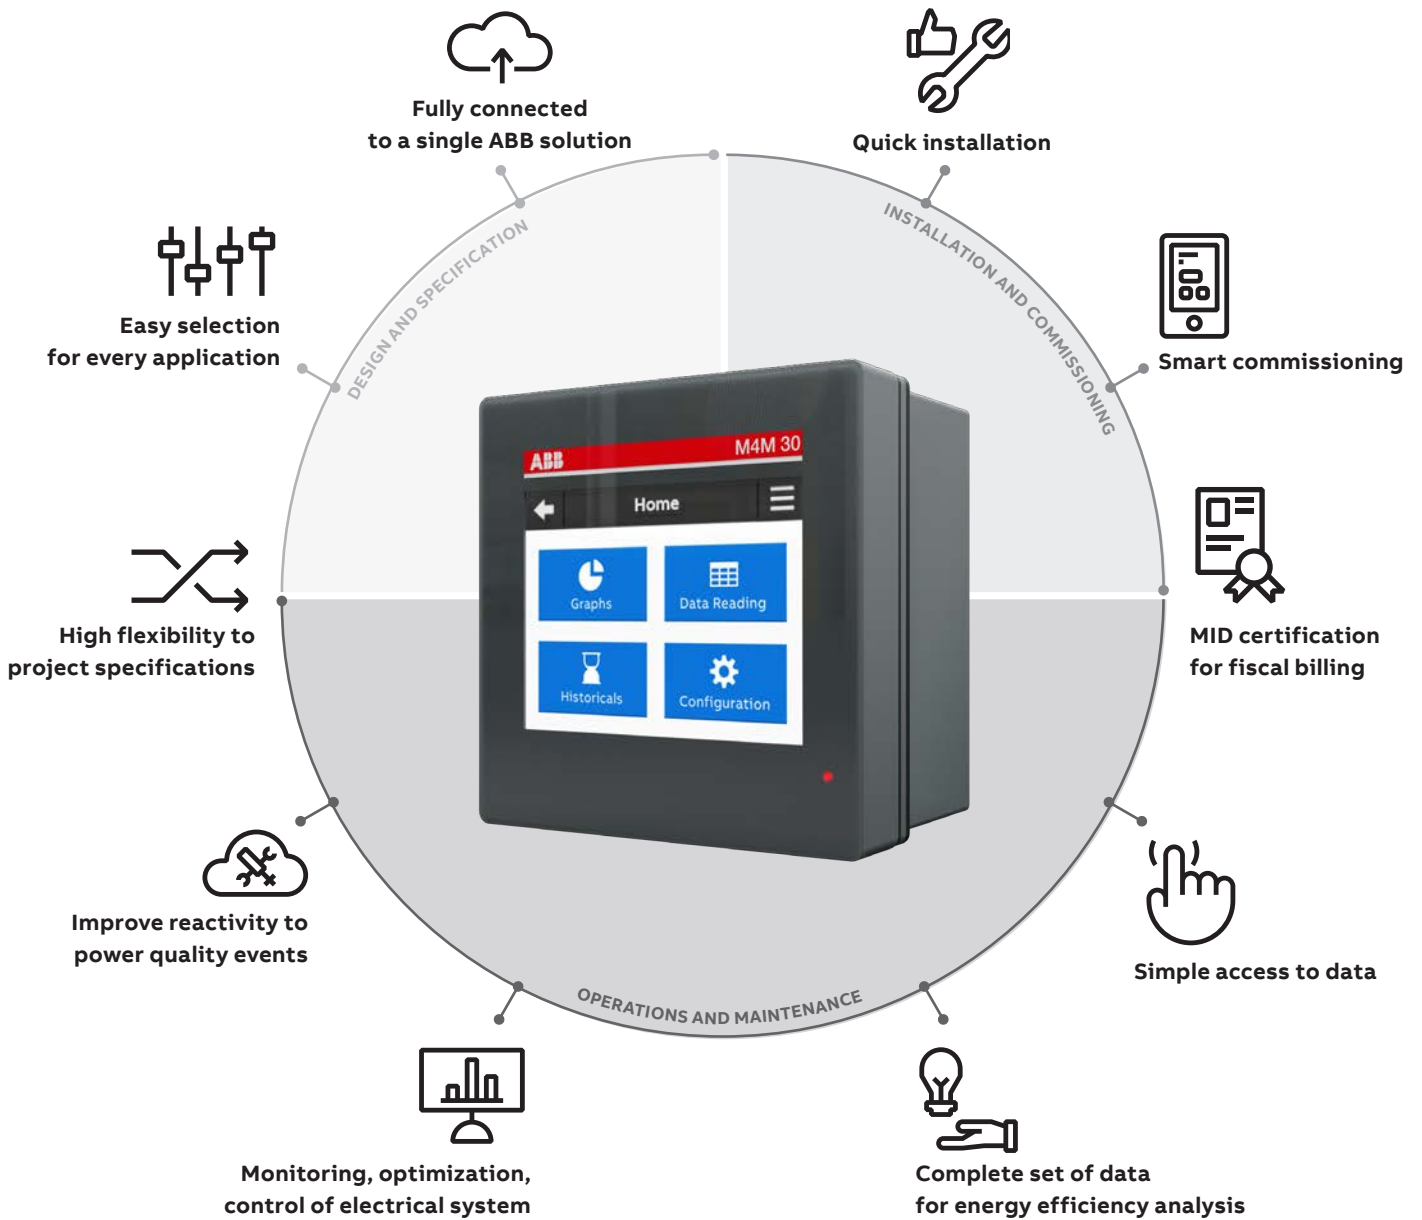 Fully connected
to a single ABB solution
Quick installation
DESIGN AND SPECIFICATION
INSTALLATION AND COMMISSIONING
Easy selection
for every application
Smart commissioning
ABB
M4M 30
Home
Graphs
Data Reading
Historicals
Configuration
High flexibility to
project specifications
MID certification
for fiscal billing
Improve reactivity to
power quality events
Simple access to data
OPERATIONS AND MAINTENANCE
Monitoring, optimization,
control of electrical system
Complete set of data
for energy efficiency analysis